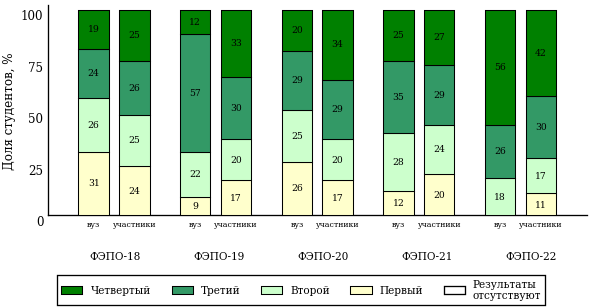 100
75
50
25
0
Доля студентов, %
19 25 12 33 20 34 25 27 56 42
24 26 57 30 29 29 35 29 26 30
26 25 22 20 25 20 28 24 18 17
31 24 9 17 26 17 12 20 11
вуз участники вуз участники вуз участники вуз участники вуз участники
ФЭПО-18 ФЭПО-19 ФЭПО-20 ФЭПО-21 ФЭПО-22
Четвертый Третий Второй Первый Результаты
отсутствуют